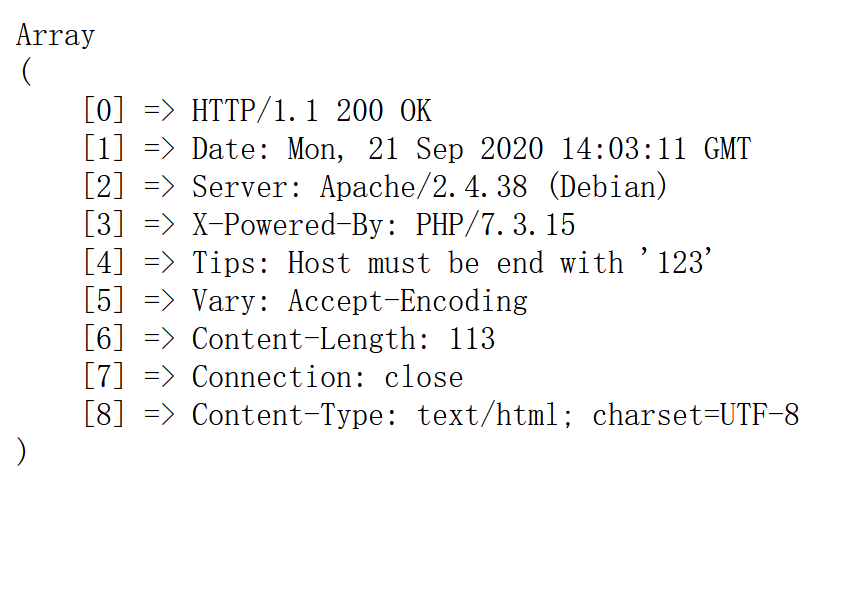 Array
(
[0] => HTTP/1.1 200 OK
[1] => Date: Mon, 21 Sep 2020 14:03:11 GMT
[2] => Server: Apache/2.4.38 (Debian)
[3] => X-Powered-By: PHP/7.3.15
[4] => Tips: Host must be end with '123'
[5] => Vary: Accept-Encoding
[6] => Content-Length: 113
[7] => Connection: close
[8] => Content-Type: text/html; charset=UTF-8
)